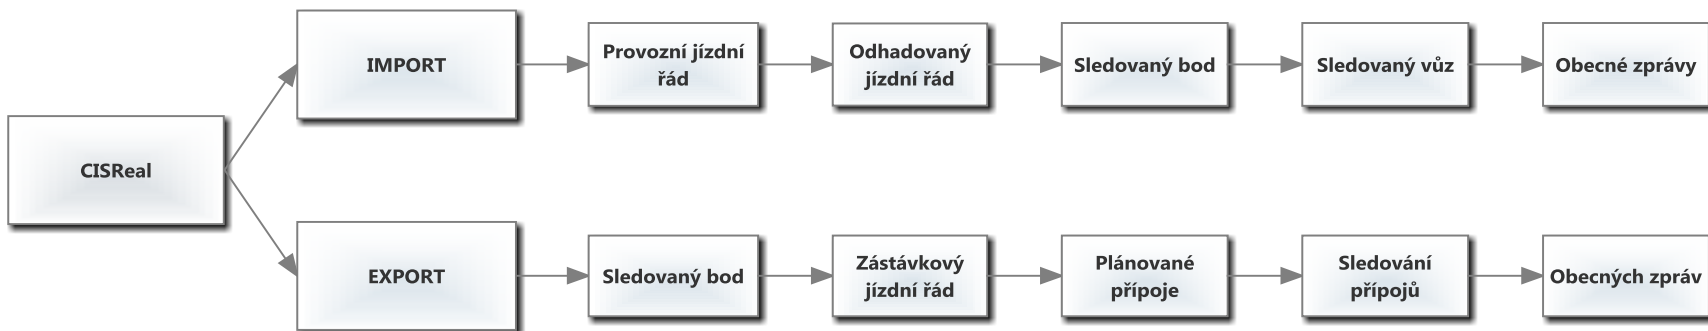 CISReal
IMPORT
Provozní jízdní
řád
Odhadovaný
jízdní řád
Sledovaný bod
Sledovaný vůz
Obecné zprávy
EXPORT
Sledovaný bod
Zástávkový
jízdní řád
Plánované
přípoje
Sledování
přípojů
Obecných zpráv